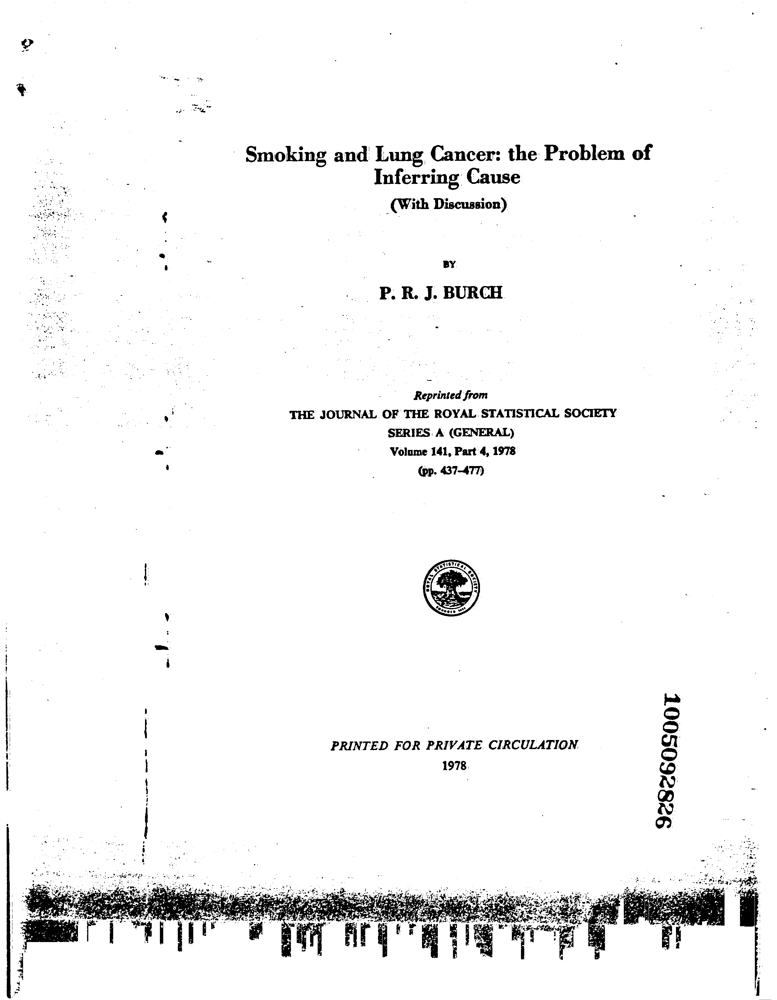 Smoking and Lung Cancer: the Problem of
Inferring Cause
(With Discussion)
BY
P. R. J. BURCH
Reprinted from
THE JOURNAL OF THE ROYAL STATISTICAL SOCIETY
SERIES A (GENERAL)
Volume 141, Part 4, 1978
(pp. 437–477)
PRINTED FOR PRIVATE CIRCULATION
1978
1005092826